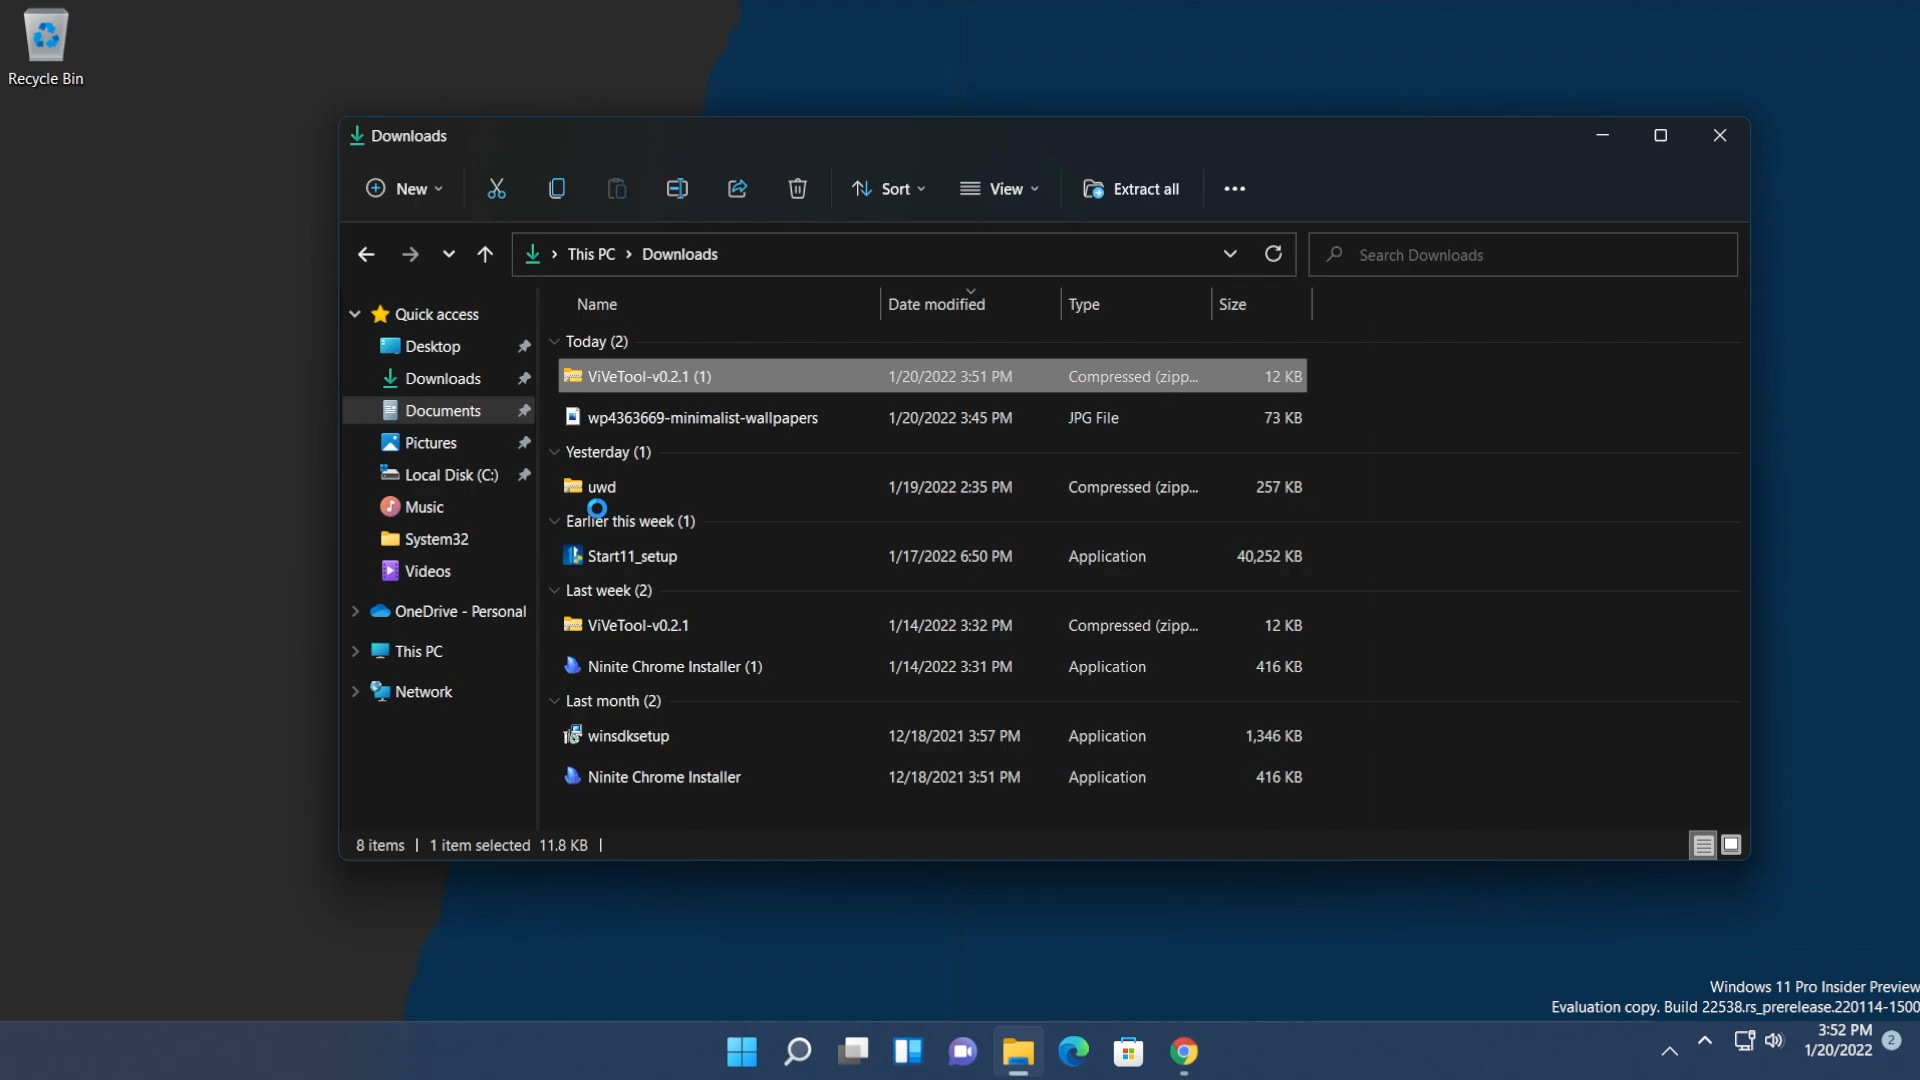 Recycle Bin
Downloads
New
Sort
View
Extract all
This PC
Downloads
Search Downloads
Name
Date modified
Type
Size
Quick access
Desktop
Downloads
Documents
Pictures
Local Disk (C:)
Music
System32
Videos
OneDrive - Personal
This PC
Network
Today (2)
ViVeTool-v0.2.1 (1) 1/20/2022 3:51 PM Compressed (zipp... 12 KB
wp4363669-minimalist-wallpapers 1/20/2022 3:45 PM JPG File 73 KB
Yesterday (1)
uwd 1/19/2022 2:35 PM Compressed (zipp... 257 KB
Earlier this week (1)
Start11_setup 1/17/2022 6:50 PM Application 40,252 KB
Last week (2)
ViVeTool-v0.2.1 1/14/2022 3:32 PM Compressed (zipp... 12 KB
Ninite Chrome Installer (1) 1/14/2022 3:31 PM Application 416 KB
Last month (2)
winsdksetup 12/18/2021 3:57 PM Application 1,346 KB
Ninite Chrome Installer 12/18/2021 3:51 PM Application 416 KB
8 items 1 item selected 11.8 KB
Windows 11 Pro Insider Preview
Evaluation copy. Build 22538.rs_prerelease.220114-1500
3:52 PM
1/20/2022
2